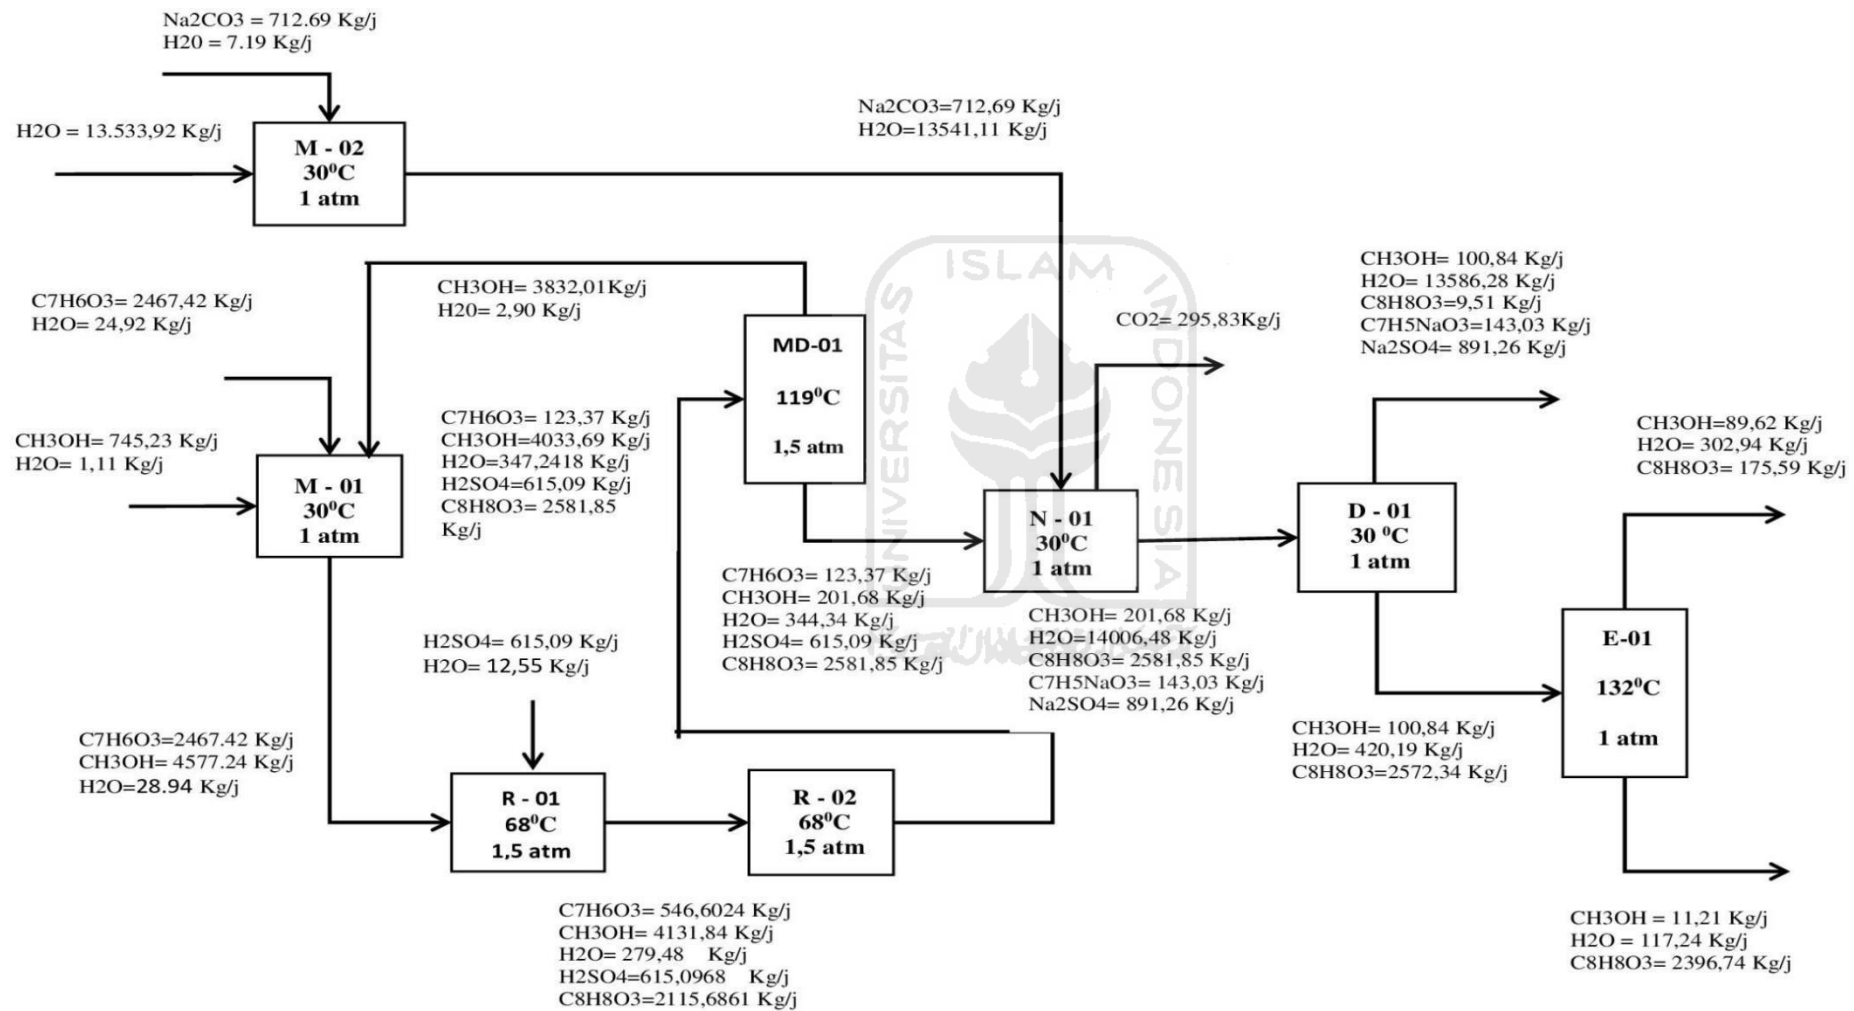 Na2CO3 = 712.69 Kg/j
H20 = 7.19 Kg/j
H2O = 13.533,92 Kg/j
M - 02
30⁰C
1 atm
Na2CO3=712,69 Kg/j
H2O=13541,11 Kg/j
C7H6O3= 2467,42 Kg/j
H2O= 24,92 Kg/j
CH3OH= 745,23 Kg/j
H2O= 1,11 Kg/j
M - 01
30⁰C
1 atm
CH3OH= 3832,01Kg/j
H20= 2,90 Kg/j
C7H6O3= 123,37 Kg/j
CH3OH=4033,69 Kg/j
H2O=347,2418 Kg/j
H2SO4=615,09 Kg/j
C8H8O3= 2581,85
Kg/j
MD-01
119⁰C
1,5 atm
ISLAM
UNIVERSITAS
INDONESIA
CO2= 295,83Kg/j
N - 01
30⁰C
1 atm
C7H6O3= 123,37 Kg/j
CH3OH= 201,68 Kg/j
H2O= 344,34 Kg/j
H2SO4= 615,09 Kg/j
C8H8O3= 2581,85 Kg/j
CH3OH= 201,68 Kg/j
H2O=14006,48 Kg/j
C8H8O3= 2581,85 Kg/j
C7H5NaO3= 143,03 Kg/j
Na2SO4= 891,26 Kg/j
CH3OH= 100,84 Kg/j
H2O= 13586,28 Kg/j
C8H8O3=9,51 Kg/j
C7H5NaO3=143,03 Kg/j
Na2SO4= 891,26 Kg/j
D - 01
30 ⁰C
1 atm
CH3OH=89,62 Kg/j
H2O= 302,94 Kg/j
C8H8O3= 175,59 Kg/j
E-01
132⁰C
1 atm
CH3OH= 100,84 Kg/j
H2O= 420,19 Kg/j
C8H8O3=2572,34 Kg/j
H2SO4= 615,09 Kg/j
H2O= 12,55 Kg/j
C7H6O3=2467.42 Kg/j
CH3OH= 4577.24 Kg/j
H2O=28.94 Kg/j
R - 01
68⁰C
1,5 atm
R - 02
68⁰C
1,5 atm
C7H6O3= 546,6024 Kg/j
CH3OH= 4131,84 Kg/j
H2O= 279,48 Kg/j
H2SO4=615,0968 Kg/j
C8H8O3=2115,6861 Kg/j
CH3OH = 11,21 Kg/j
H2O = 117,24 Kg/j
C8H8O3= 2396,74 Kg/j